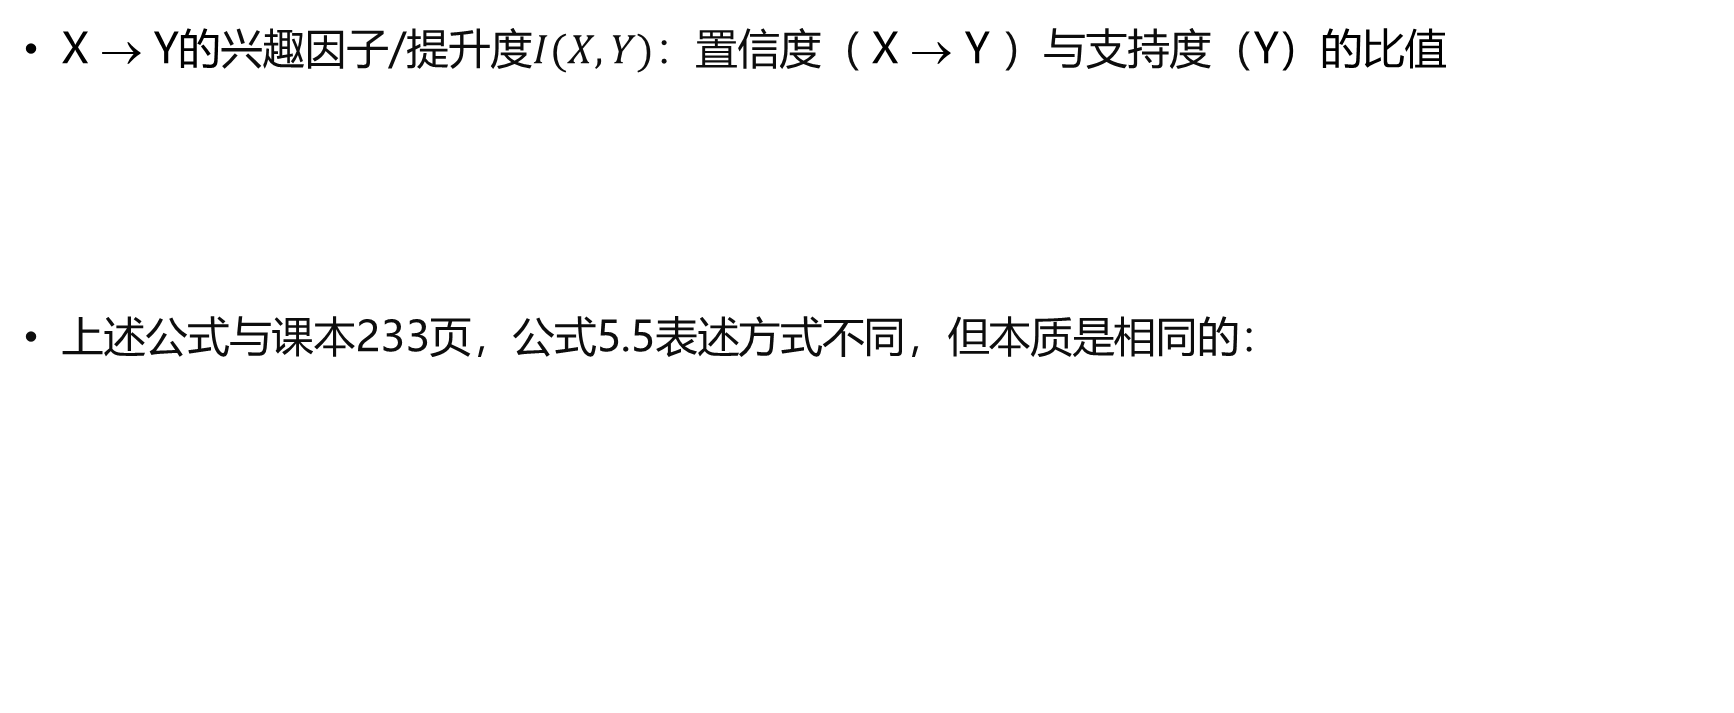 • X → Y的兴趣因子/提升度I(X, Y)：置信度（ X → Y ）与支持度（Y）的比值
• 上述公式与课本233页，公式5.5表述方式不同，但本质是相同的：